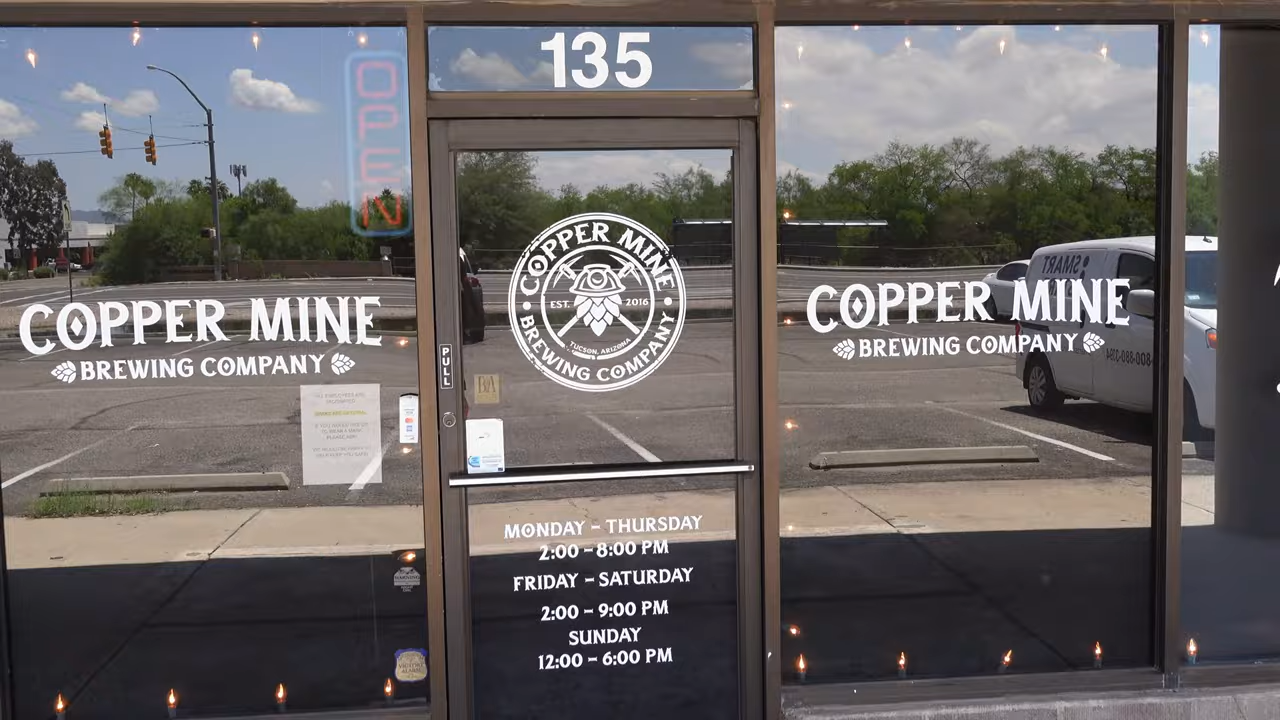 135
OPEN
COPPER MINE
BREWING COMPANY
PULL
COPPER MINE
EST. 2016
TUCSON, ARIZONA
BREWING COMPANY
COPPER MINE
BREWING COMPANY
SMART
MONDAY – THURSDAY
2:00 – 8:00 PM
FRIDAY – SATURDAY
2:00 – 9:00 PM
SUNDAY
12:00 – 6:00 PM